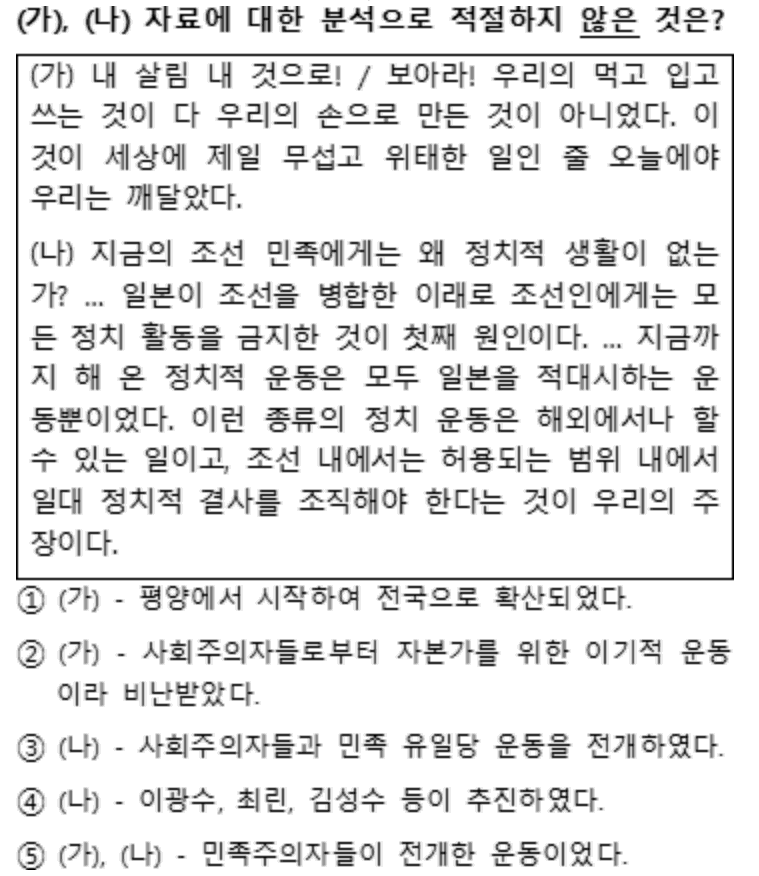 (가), (나) 자료에 대한 분석으로 적절하지 않은 것은?
(가) 내 살림 내 것으로! / 보아라! 우리의 먹고 입고
쓰는 것이 다 우리의 손으로 만든 것이 아니었다. 이
것이 세상에 제일 무섭고 위태한 일인 줄 오늘에야
우리는 깨달았다.
(나) 지금의 조선 민족에게는 왜 정치적 생활이 없는
가? ... 일본이 조선을 병합한 이래로 조선인에게는 모
든 정치 활동을 금지한 것이 첫째 원인이다. ... 지금까
지 해 온 정치적 운동은 모두 일본을 적대시하는 운
동뿐이었다. 이런 종류의 정치 운동은 해외에서나 할
수 있는 일이고, 조선 내에서는 허용되는 범위 내에서
일대 정치적 결사를 조직해야 한다는 것이 우리의 주
장이다.
① (가) - 평양에서 시작하여 전국으로 확산되었다.
② (가) - 사회주의자들로부터 자본가를 위한 이기적 운동
이라 비난받았다.
③ (나) - 사회주의자들과 민족 유일당 운동을 전개하였다.
④ (나) - 이광수, 최린, 김성수 등이 추진하였다.
⑤ (가), (나) - 민족주의자들이 전개한 운동이었다.